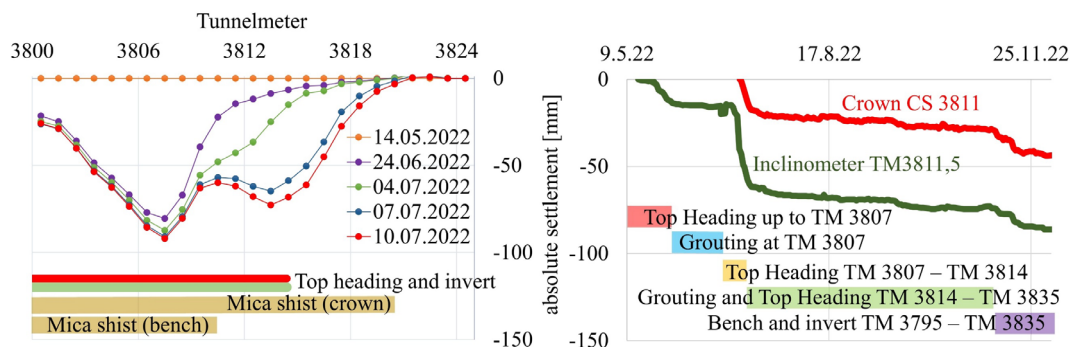 Tunnelmeter
3800 3806 3812 3818 3824
0
-50
-100
-150
14.05.2022
24.06.2022
04.07.2022
07.07.2022
10.07.2022
Top heading and invert
Mica shist (crown)
Mica shist (bench)
absolute settlement [mm]
9.5.22 17.8.22 25.11.22
0
-50
-100
-150
Crown CS 3811
Inclinometer TM3811,5
Top Heading up to TM 3807
Grouting at TM 3807
Top Heading TM 3807 – TM 3814
Grouting and Top Heading TM 3814 – TM 3835
Bench and invert TM 3795 – TM 3835